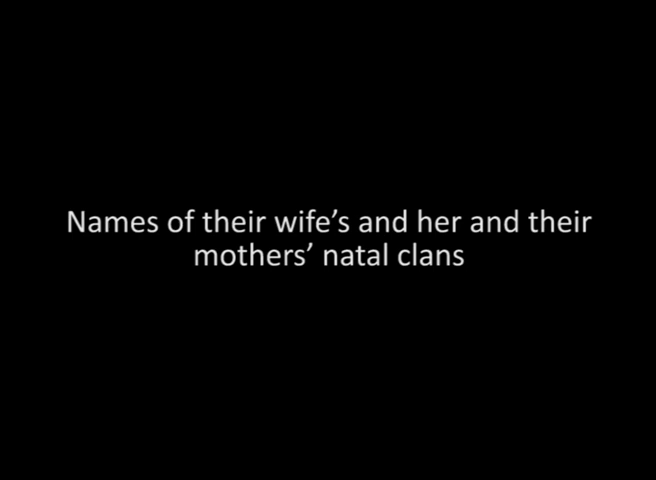 Names of their wife’s and her and their
mothers’ natal clans